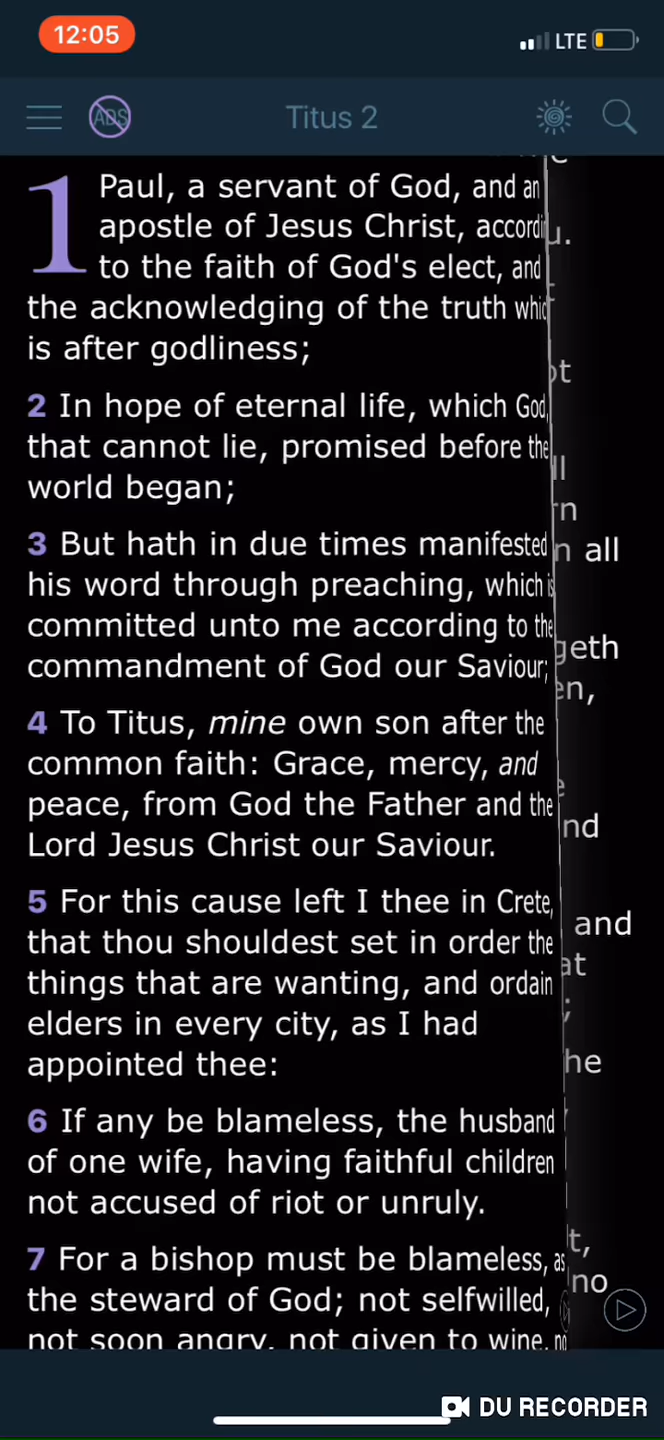 12:05
LTE
ADS
Titus 2
1 Paul, a servant of God, and an
apostle of Jesus Christ,
to the faith of God's elect, and
the acknowledging of the truth
is after godliness;
2 In hope of eternal life, which God,
that cannot lie, promised before the
world began;
3 But hath in due times manifested
his word through preaching, which is
committed unto me according to the
commandment of God our Saviour;
4 To Titus, mine own son after the
common faith: Grace, mercy, and
peace, from God the Father and the
Lord Jesus Christ our Saviour.
5 For this cause left I thee in Crete,
that thou shouldest set in order the
things that are wanting, and ordain
elders in every city, as I had
appointed thee:
6 If any be blameless, the husband
of one wife, having faithful children
not accused of riot or unruly.
7 For a bishop must be blameless, as
the steward of God; not selfwilled,
not soon angry, not given to wine,
all
and
no
DU RECORDER